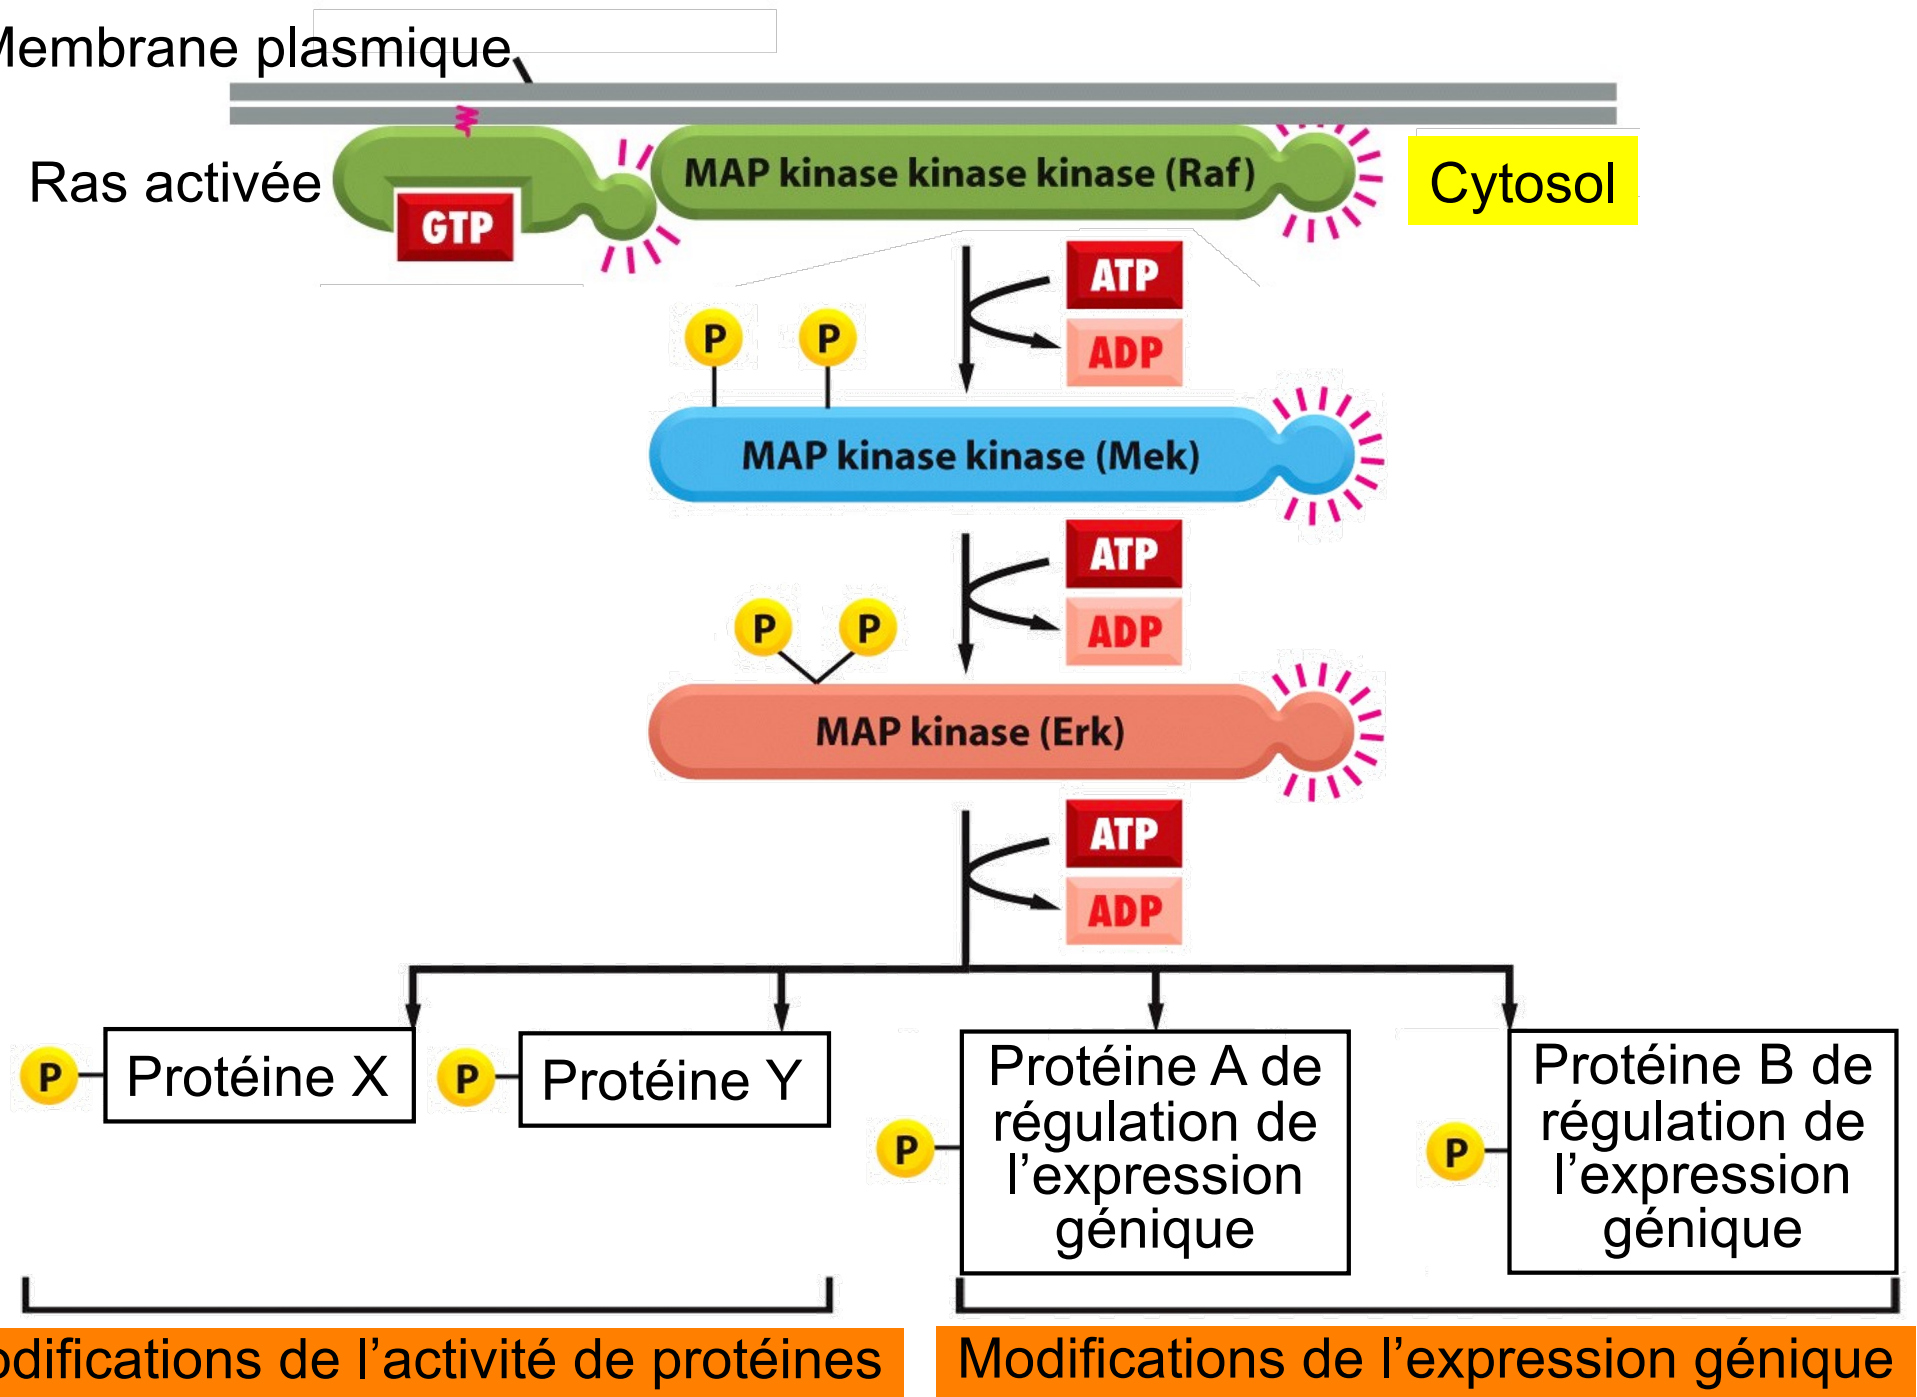 Membrane plasmique
Ras activée
GTP
MAP kinase kinase kinase (Raf)
Cytosol
ATP
ADP
P
P
MAP kinase kinase (Mek)
ATP
ADP
P
P
MAP kinase (Erk)
ATP
ADP
P
Protéine X
P
Protéine Y
P
Protéine A de
régulation de
l’expression
génique
P
Protéine B de
régulation de
l’expression
génique
odifications de l’activité de protéines
Modifications de l’expression génique